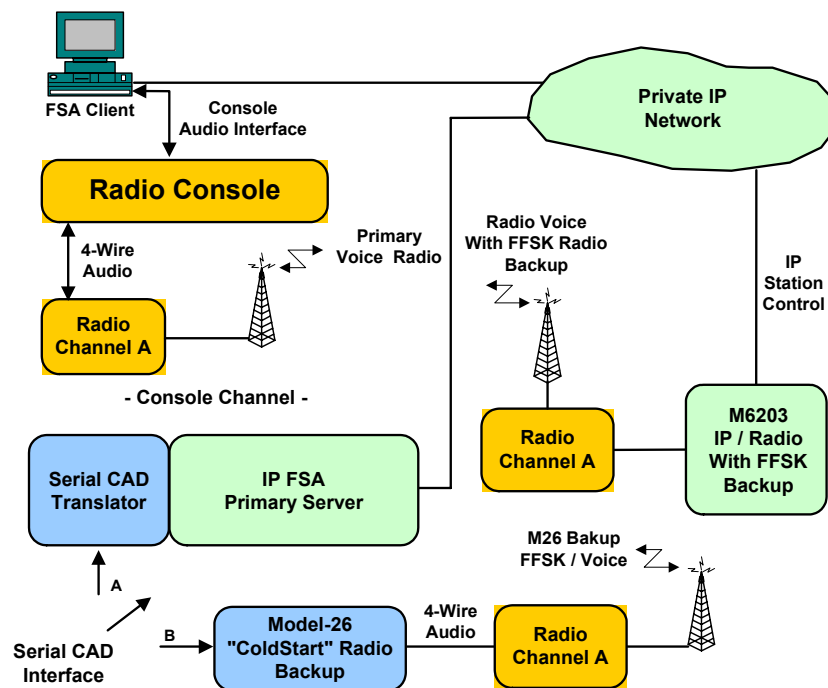 FSA Client
Console
Audio Interface
Private IP
Network
Radio Console
4-Wire
Audio
Primary
Voice Radio
Radio Voice
With FFSK Radio
Backup
IP
Station
Control
Radio
Channel A
- Console Channel -
Radio
Channel A
M6203
IP / Radio
With FFSK
Backup
Serial CAD
Translator
IP FSA
Primary Server
M26 Bakup
FFSK / Voice
A
Serial CAD
Interface
B
Model-26
"ColdStart" Radio
Backup
4-Wire
Audio
Radio
Channel A